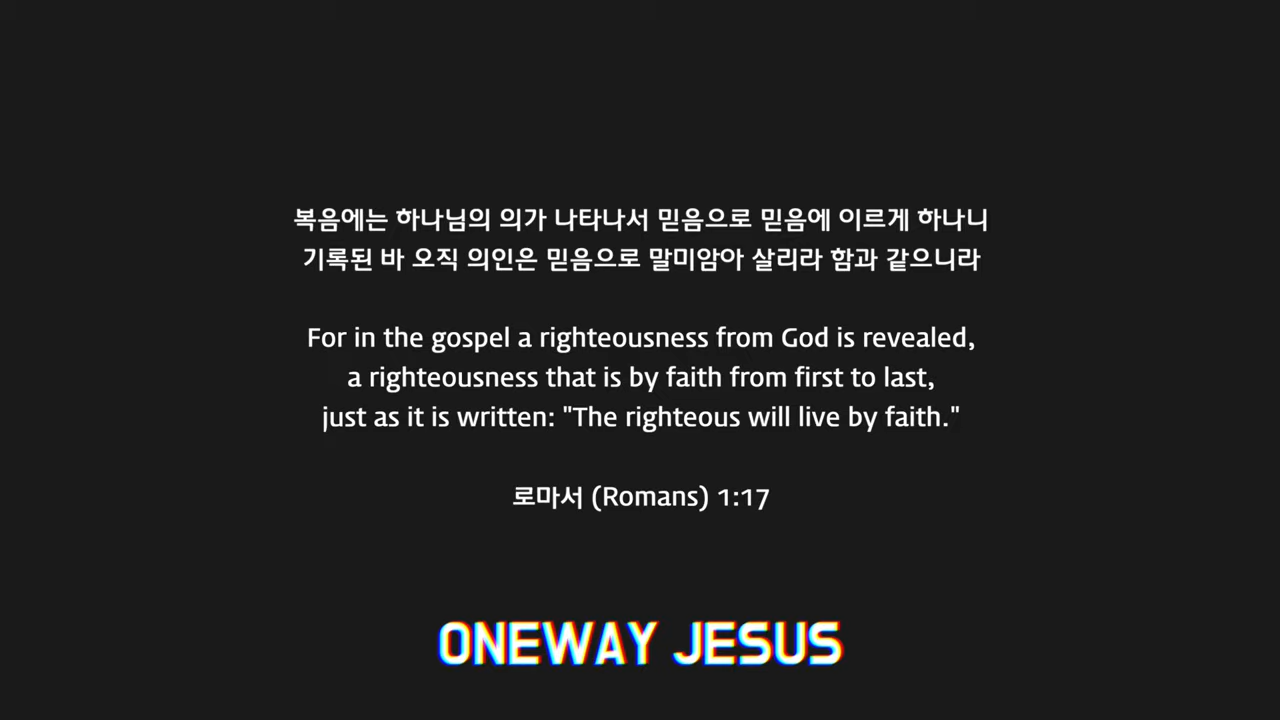 복음에는 하나님의 의가 나타나서 믿음으로 믿음에 이르게 하나니
기록된 바 오직 의인은 믿음으로 말미암아 살리라 함과 같으니라
For in the gospel a righteousness from God is revealed,
a righteousness that is by faith from first to last,
just as it is written: "The righteous will live by faith."
로마서 (Romans) 1:17
ONEWAY JESUS